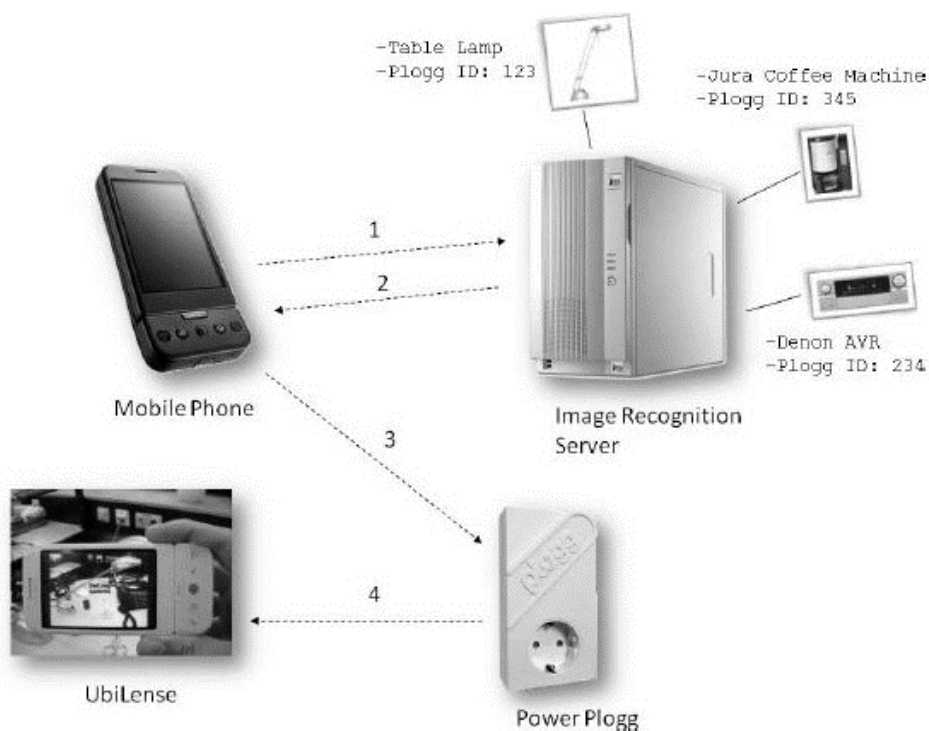 -Table Lamp
-Plogg ID: 123
-Jura Coffee Machine
-Plogg ID: 345
1
2
-Denon AVR
-Plogg ID: 234
Mobile Phone
Image Recognition
Server
3
plogg
4
UbiLense
Power Plogg